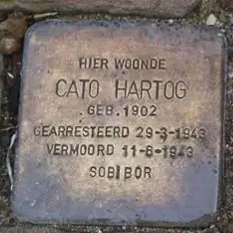 HIER WOONDE
CATO HARTOG
GEB. 1902
GEARRESTEERD 29-3-1943
VERMOORD 11-6-1943
SOBIBOR